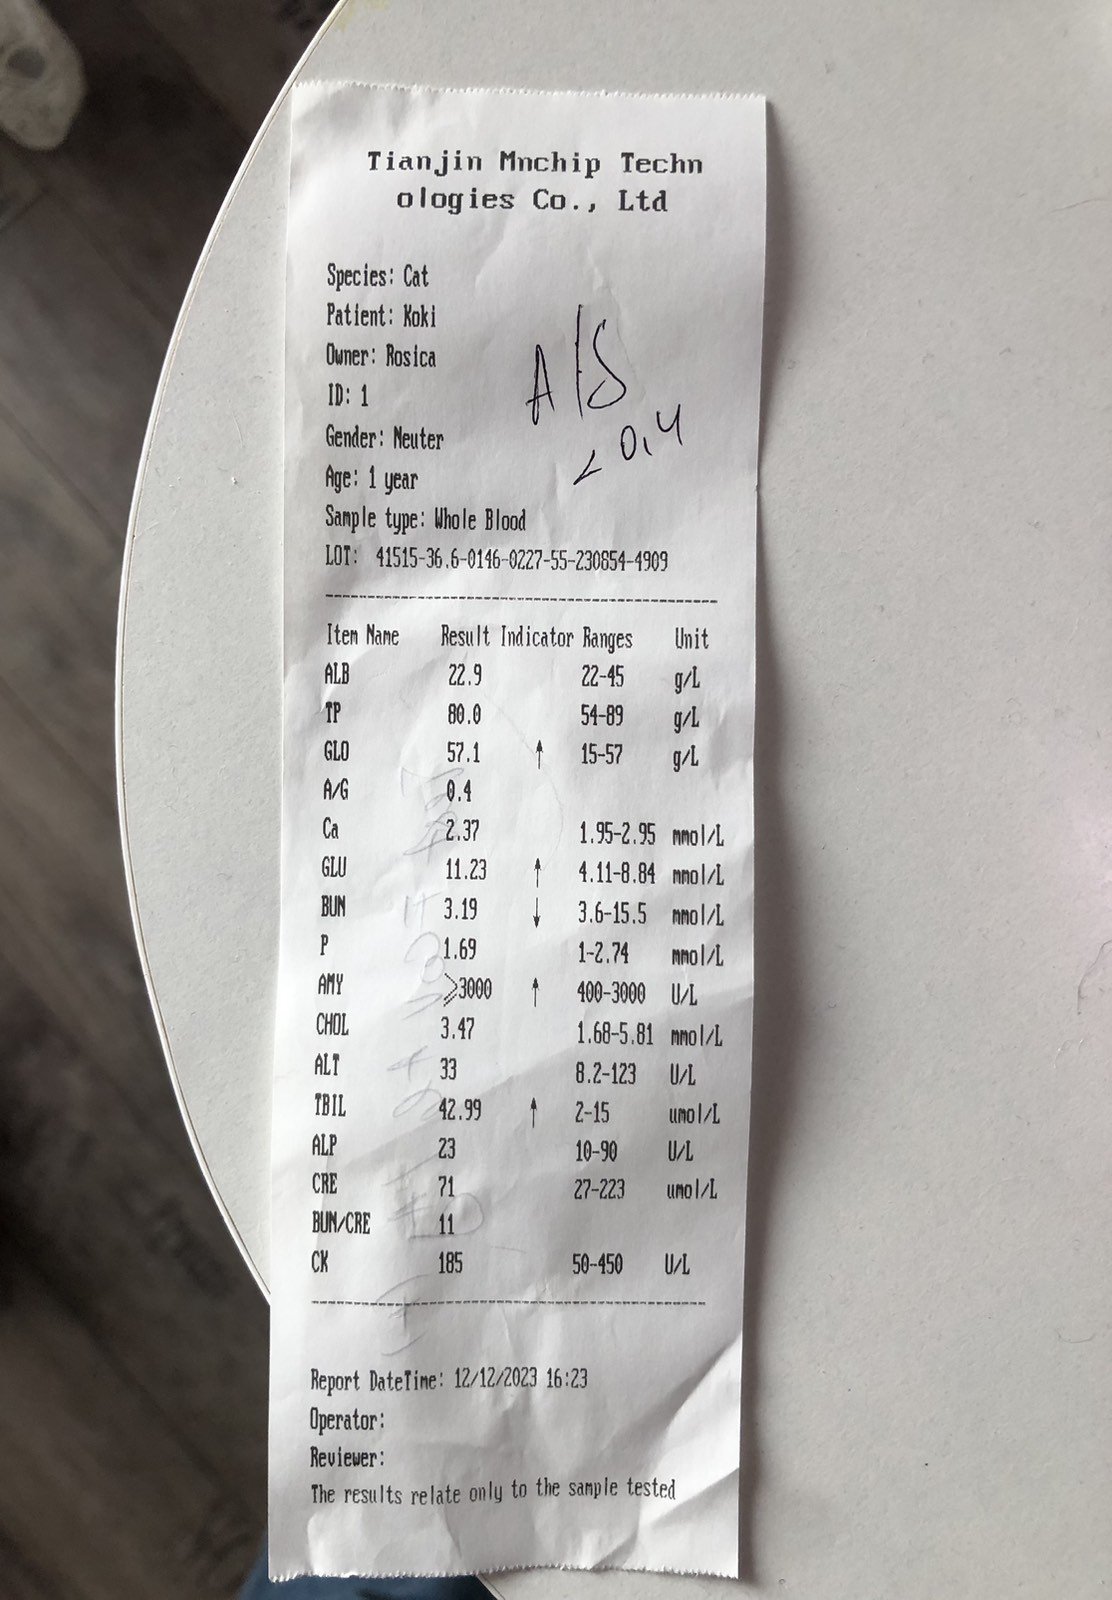 Tianjin Mnchip Techn
ologies Co., Ltd
Species: Cat
Patient: Koki
Owner: Rosica
ID: 1
Gender: Neuter
Age: 1 year
Sample type: Whole Blood
LOT: 41515-36.6-0146-0227-55-230854-4909
A/S
< 0,4
Item Name Result Indicator Ranges Unit
ALB 22.9 22-45 g/L
TP 80.0 54-89 g/L
GLO 57.1 ↑ 15-57 g/L
A/G 0.4
Ca 2.37 1.95-2.95 mmol/L
GLU 11.23 ↑ 4.11-8.84 mmol/L
BUN 3.19 ↓ 3.6-15.5 mmol/L
P 1.69 1-2.74 mmol/L
AMY ⩾3000 ↑ 400-3000 U/L
CHOL 3.47 1.68-5.81 mmol/L
ALT 33 8.2-123 U/L
TBIL 42.99 ↑ 2-15 umol/L
ALP 23 10-90 U/L
CRE 71 27-223 umol/L
BUN/CRE 11
CK 185 50-450 U/L
Report DateTime: 12/12/2023 16:23
Operator:
Reviewer:
The results relate only to the sample tested